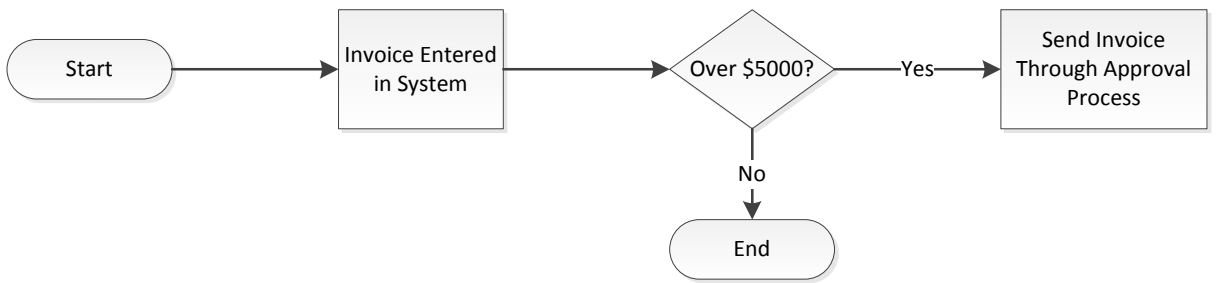 Start
Invoice Entered
in System
Over $5000?
Yes
Send Invoice
Through Approval
Process
No
End